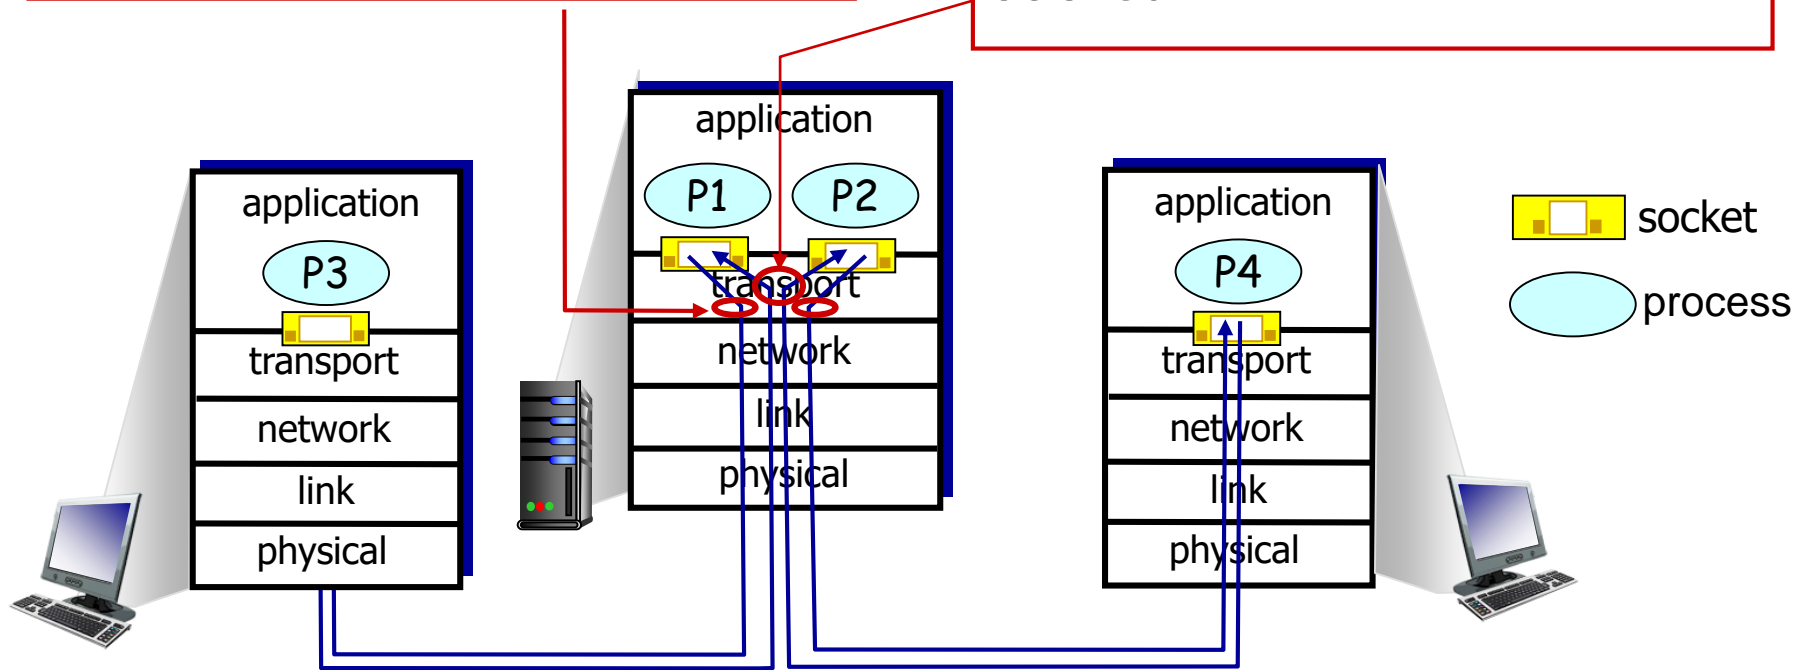 application
P1
P2
transport
network
link
physical
application
P3
transport
network
link
physical
application
P4
transport
network
link
physical
socket
process